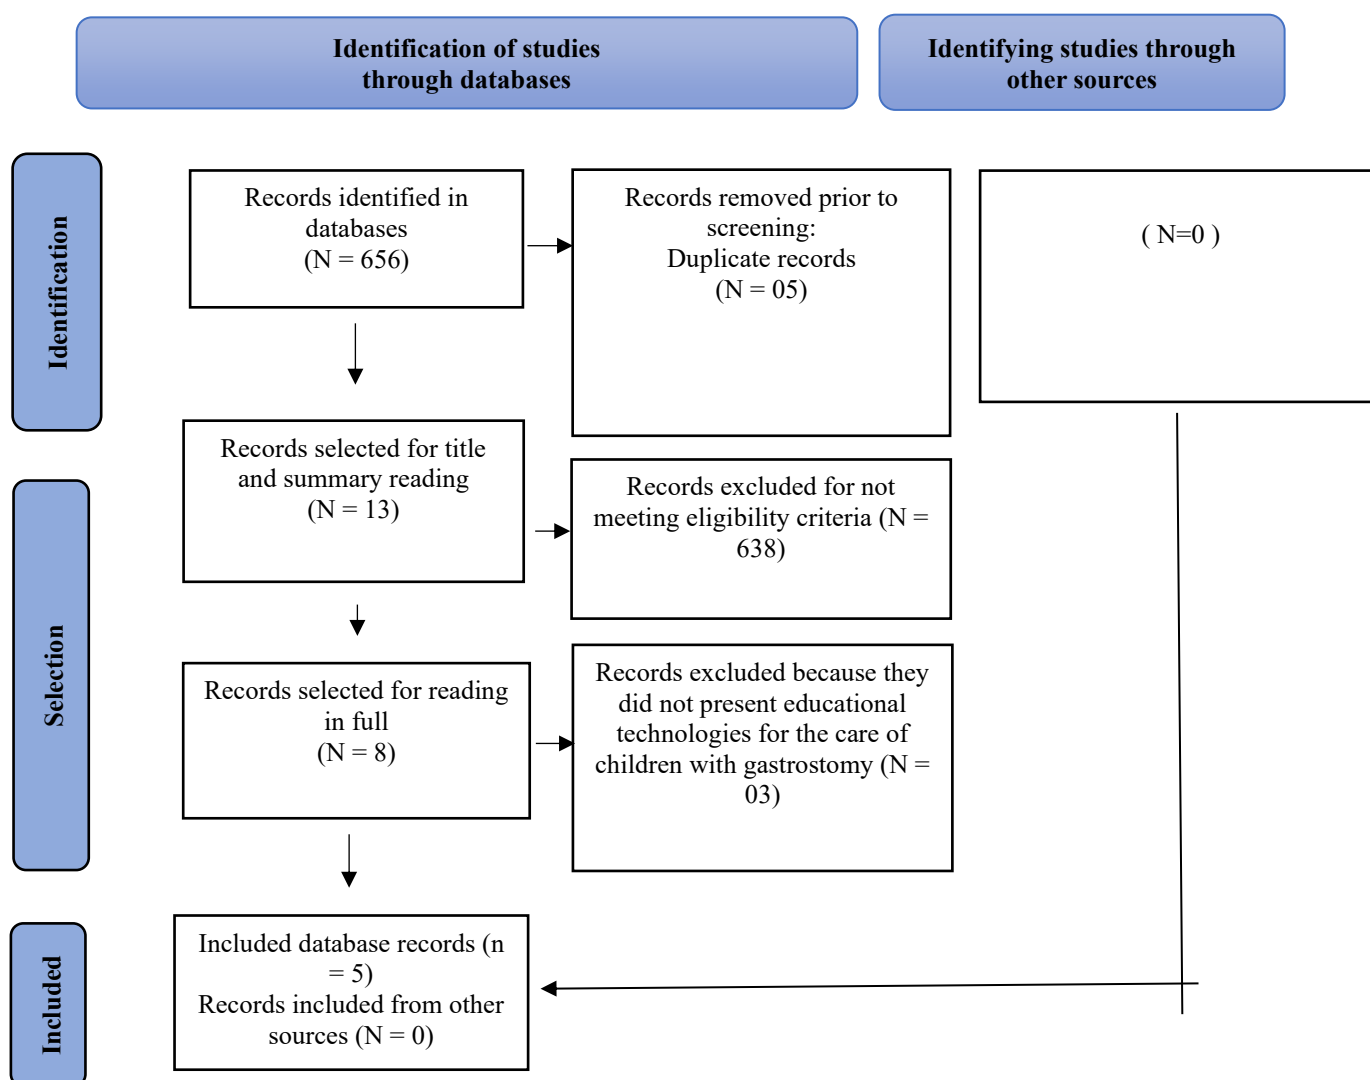 Identification of studies
through databases
Identifying studies through
other sources
Identification
Records identified in
databases
(N = 656)
Records removed prior to
screening:
Duplicate records
(N = 05)
( N=0 )
Selection
Records selected for title
and summary reading
(N = 13)
Records excluded for not
meeting eligibility criteria (N =
638)
Records selected for reading
in full
(N = 8)
Records excluded because they
did not present educational
technologies for the care of
children with gastrostomy (N =
03)
Included
Included database records (n
= 5)
Records included from other
sources (N = 0)